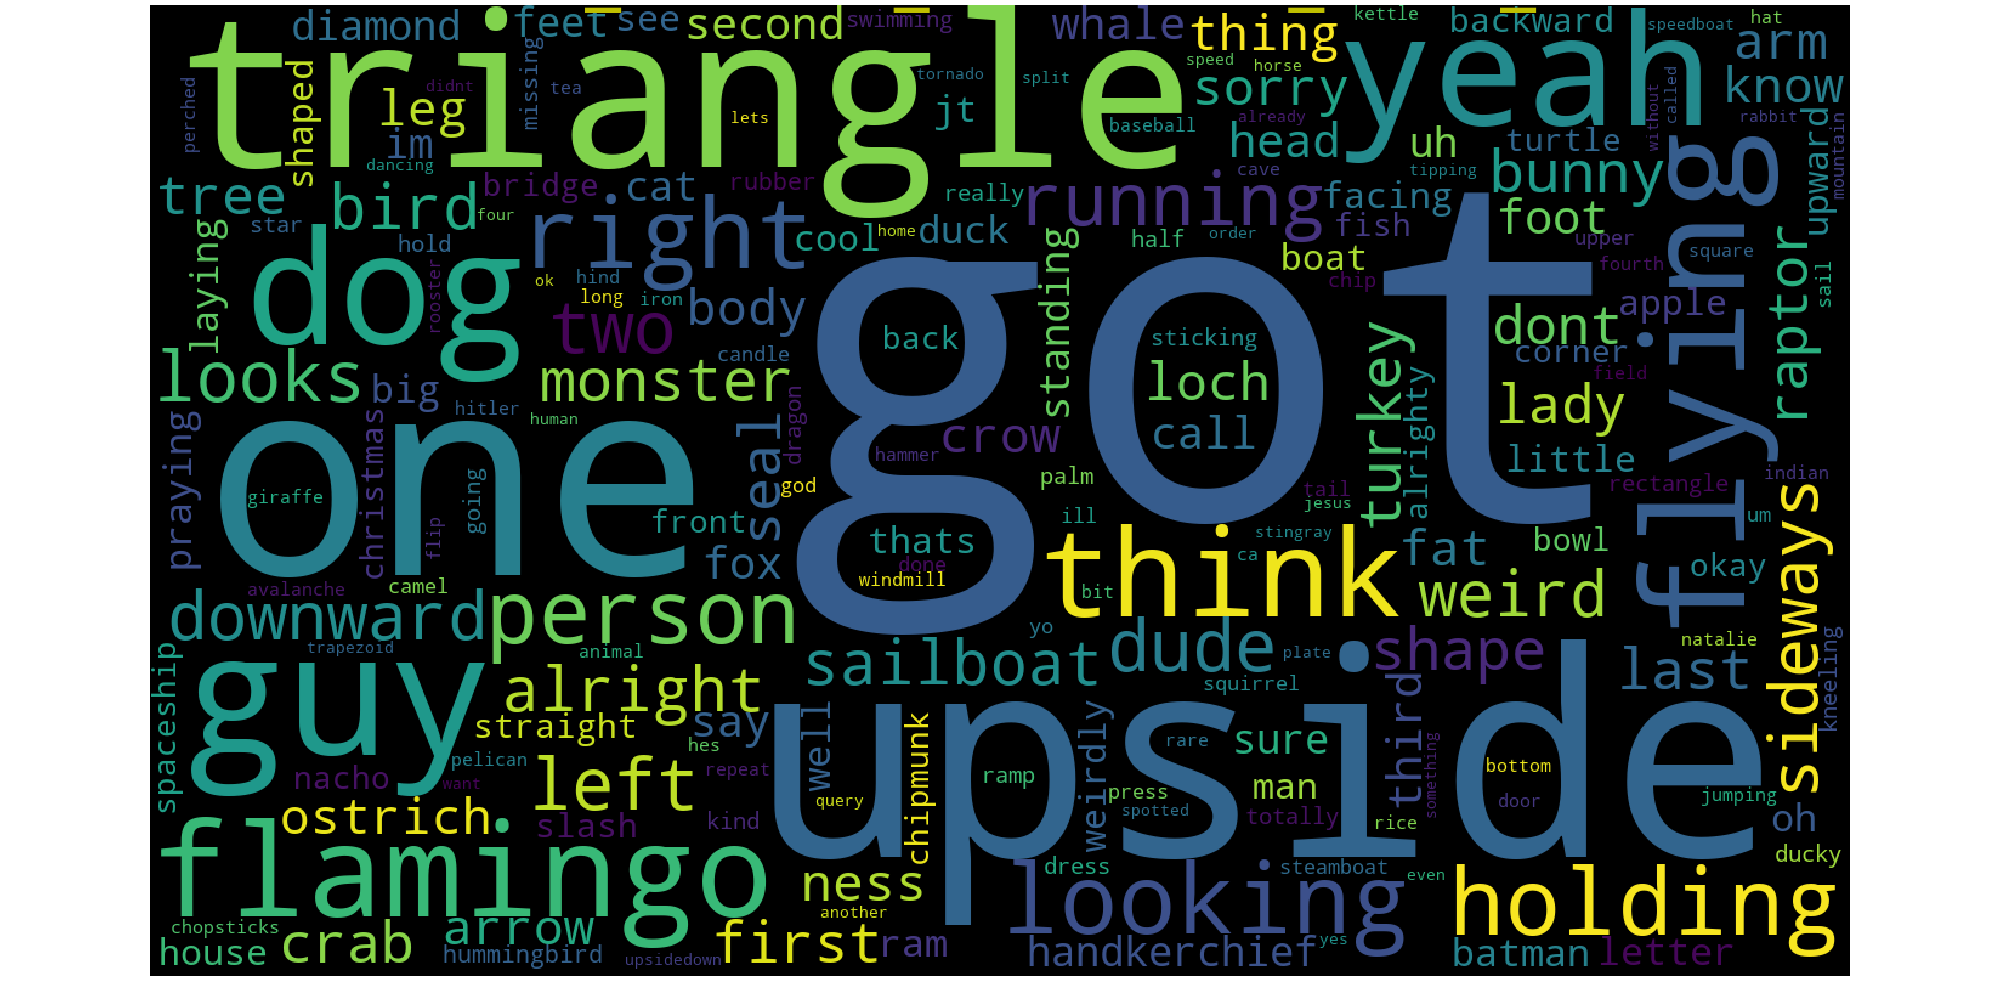 diamond feet see second swimming whale thing kettle backward speedboat hat
triangle yeah arm
shaped leg didnt missing tea lets tornado split speed horse sorry know
perched im jt baseball already head uh turtle without called rabbit mountain
dancing tipping
tree bridge cat rubber really running cave facing bunny flying upward
bird four right home cool duck half order fish foot
star hold standing boat upper fourth square
laying dog rooster hind ok long iron body got chip apple raptor sail
two back sticking turkey dont corner
looks big candle monster loch field
praying christmas hitler human seal dragon crow call alrighty lady
one hammer palm little indian
giraffe going god tail jesus rectangle
flip front thats ill stingray think fat bowl um sideways
fox done okay
avalanche camel windmill ca bit weird
downward person yo
trapezoid animal sailboat dude plate shape natalie kneeling
spaceship guy alright squirrel last
straight say well chipmunk upside weirdly rare sure third something
pelican hes
nacho want left repeat ramp press man bottom door jumping
ostrich slash kind query spotted totally rice oh
flamingo dress steamboat even ducky
ness looking holding
chopsticks arrow another
house crab hummingbird upsidedown first ram handkerchief yes batman letter